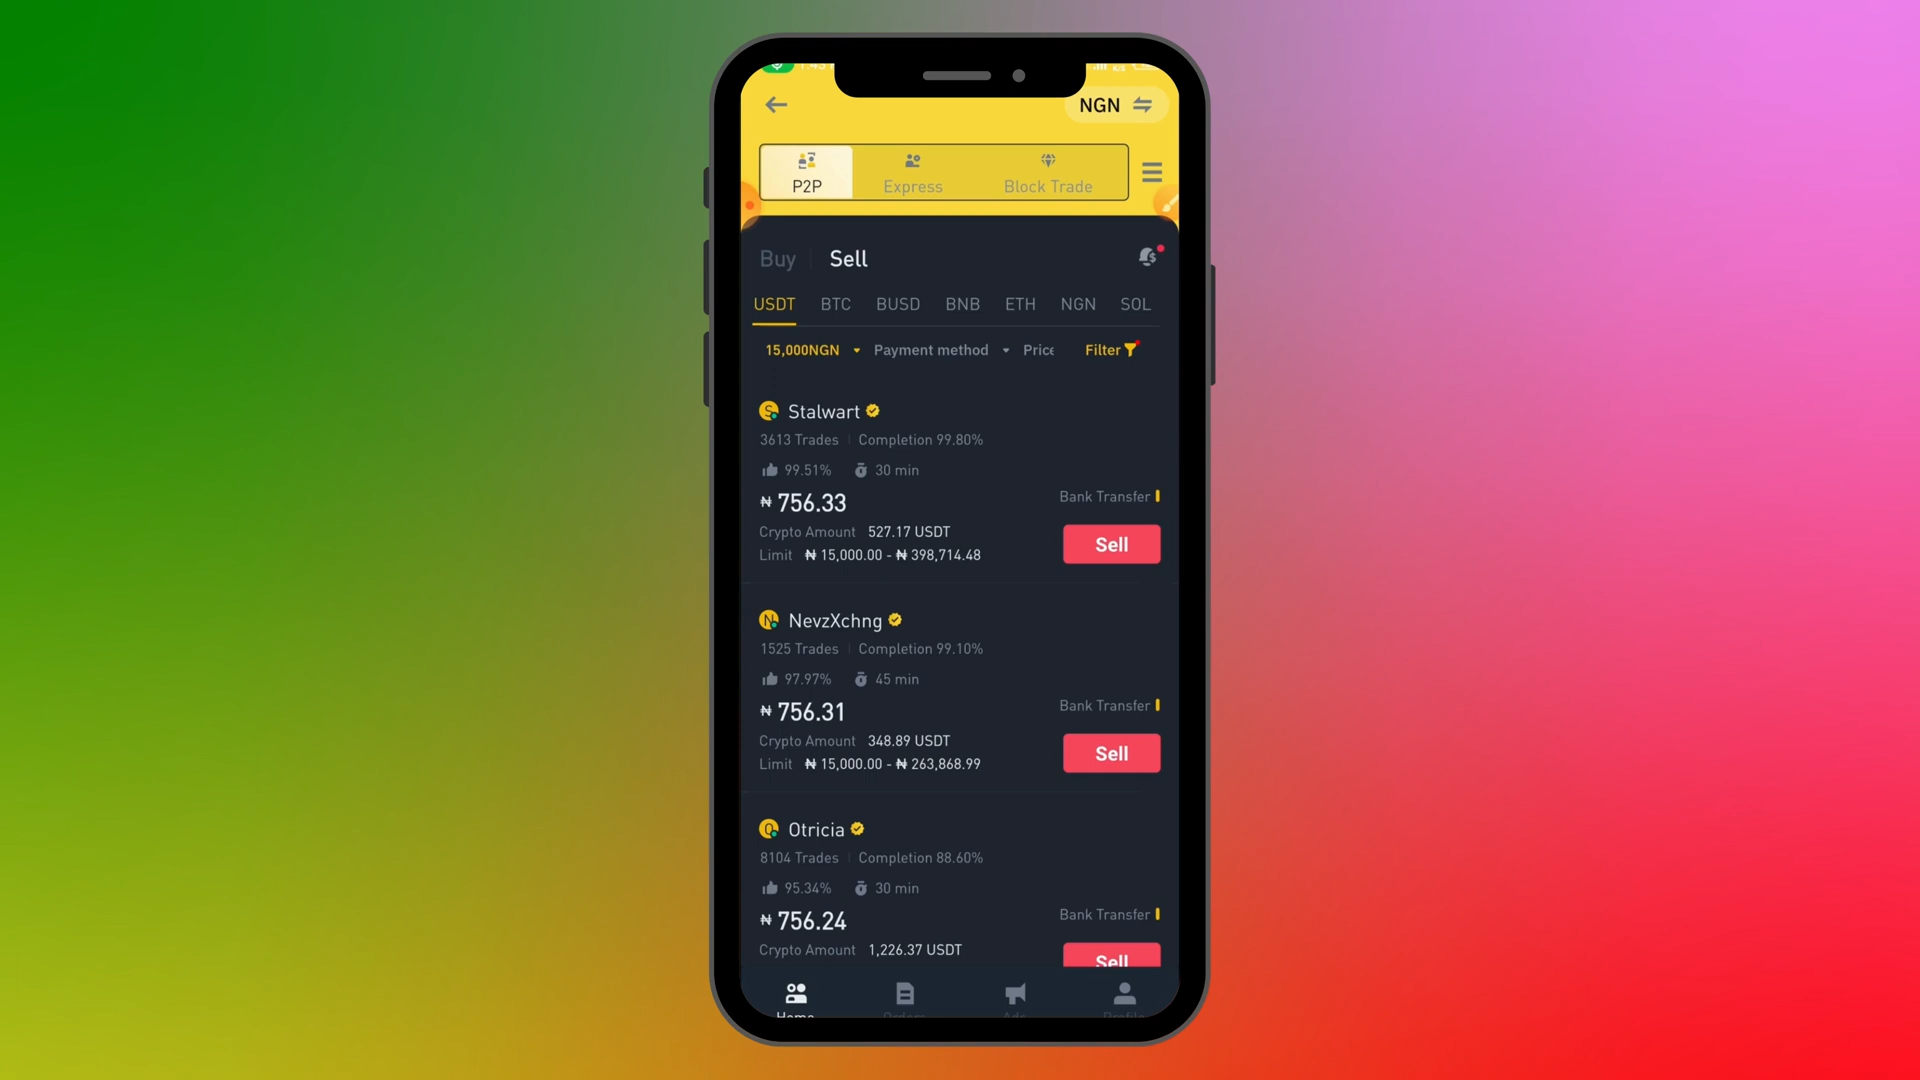 NGN
P2P Express Block Trade
Buy Sell
USDT BTC BUSD BNB ETH NGN SOL
15,000NGN Payment method Price Filter
Stalwart
3613 Trades Completion 99.80%
99.51% 30 min
₦ 756.33 Bank Transfer
Crypto Amount 527.17 USDT
Limit ₦ 15,000.00 - ₦ 398,714.48
Sell
NevzXchng
1525 Trades Completion 99.10%
97.97% 45 min
₦ 756.31 Bank Transfer
Crypto Amount 348.89 USDT
Limit ₦ 15,000.00 - ₦ 263,868.99
Sell
Otricia
8104 Trades Completion 88.60%
95.34% 30 min
₦ 756.24 Bank Transfer
Crypto Amount 1,226.37 USDT
Sell
Home Orders Ads Profile